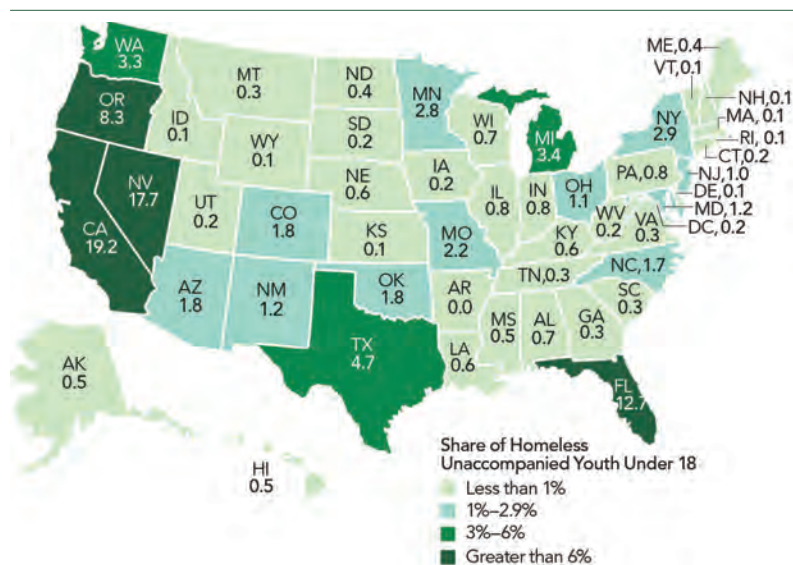 WA
3.3
OR
8.3
CA
19.2
NV
17.7
ID
0.1
MT
0.3
WY
0.1
UT
0.2
AZ
1.8
CO
1.8
NM
1.2
ND
0.4
SD
0.2
NE
0.6
KS
0.1
OK
1.8
TX
4.7
MN
2.8
IA
0.2
MO
2.2
AR
0.0
LA
0.6
WI
0.7
IL
0.8
MI
3.4
IN
0.8
OH
1.1
KY
0.6
TN,0.3
MS
0.5
AL
0.7
GA
0.3
FL
12.7
SC
0.3
NC,1.7
VA
0.3
WV
0.2
PA,0.8
NY
2.9
ME,0.4
VT,0.1
NH,0.1
MA, 0.1
RI, 0.1
CT,0.2
NJ,1.0
DE,0.1
MD,1.2
DC,0.2
AK
0.5
HI
0.5
Share of Homeless
Unaccompanied Youth Under 18
Less than 1%
1%–2.9%
3%–6%
Greater than 6%